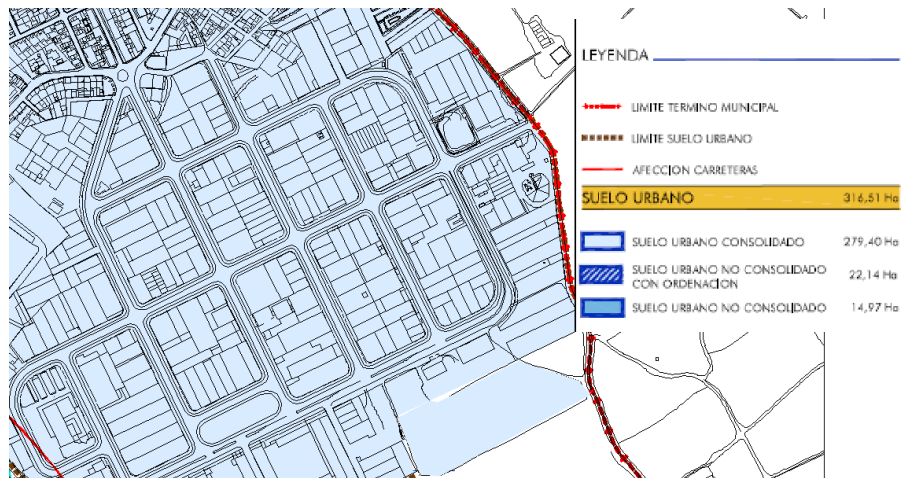 LEYENDA
LIMITE TERMINO MUNICIPAL
LIMITE SUELO URBANO
AFECCION CARRETERAS
SUELO URBANO 316,51 Ha
SUELO URBANO CONSOLIDADO 279,40 Ha
SUELO URBANO NO CONSOLIDADO
CON ORDENACION 22,14 Ha
SUELO URBANO NO CONSOLIDADO 14,97 Ha